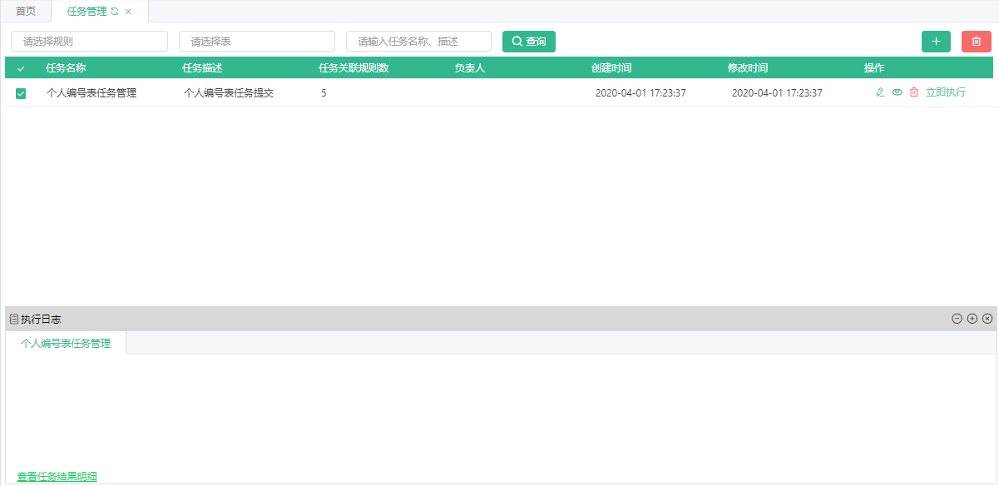 首页 任务管理
请选择规则 请选择表 请输入任务名称、描述 查询
任务名称 任务描述 任务关联规则数 负责人 创建时间 修改时间 操作
个人编号表任务管理 个人编号表任务提交 5 2020-04-01 17:23:37 2020-04-01 17:23:37 立即执行
执行日志
个人编号表任务管理
查看任务结果明细